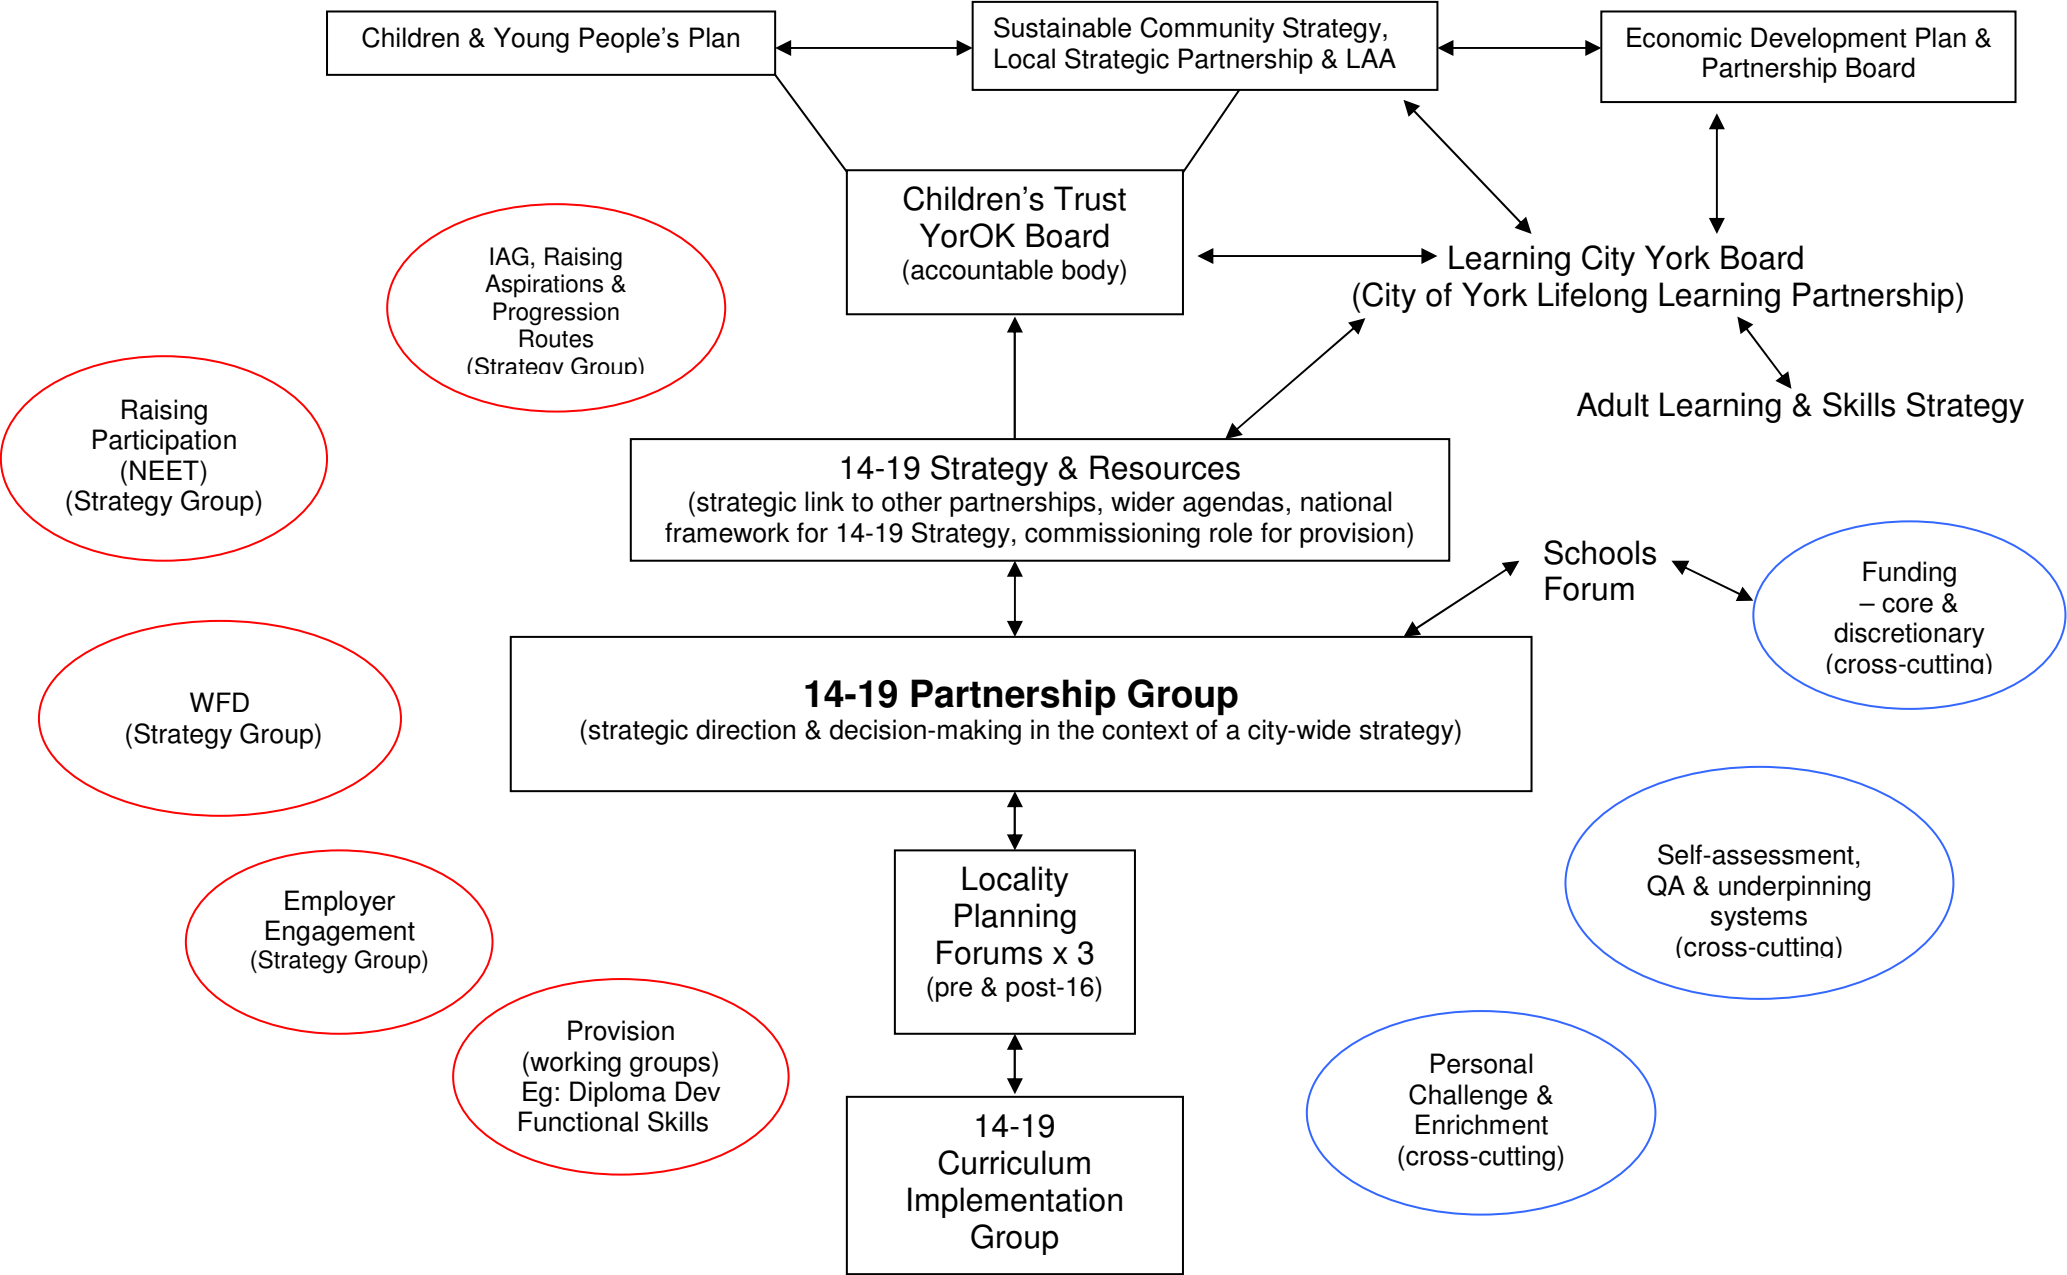 Children & Young People’s Plan
Sustainable Community Strategy,
Local Strategic Partnership & LAA
Economic Development Plan &
Partnership Board
Children’s Trust
YorOK Board
(accountable body)
Learning City York Board
(City of York Lifelong Learning Partnership)
Adult Learning & Skills Strategy
IAG, Raising
Aspirations &
Progression
Routes
(Strategy Group)
Raising
Participation
(NEET)
(Strategy Group)
14-19 Strategy & Resources
(strategic link to other partnerships, wider agendas, national
framework for 14-19 Strategy, commissioning role for provision)
Schools
Forum
Funding
– core &
discretionary
(cross-cutting)
14-19 Partnership Group
(strategic direction & decision-making in the context of a city-wide strategy)
WFD
(Strategy Group)
Self-assessment,
QA & underpinning
systems
(cross-cutting)
Employer
Engagement
(Strategy Group)
Locality
Planning
Forums x 3
(pre & post-16)
Provision
(working groups)
Eg: Diploma Dev
Functional Skills
Personal
Challenge &
Enrichment
(cross-cutting)
14-19
Curriculum
Implementation
Group